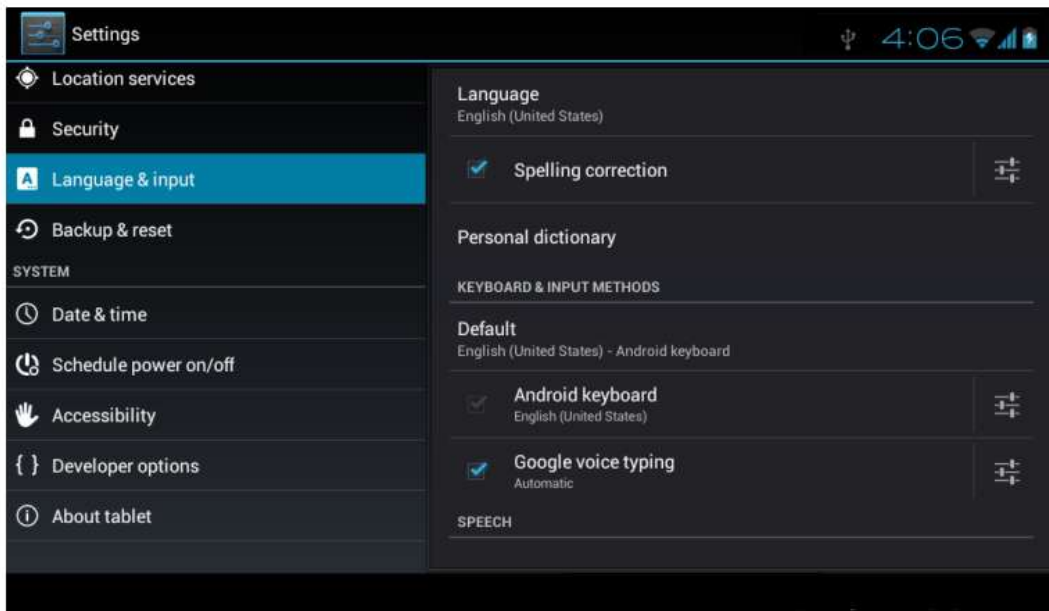 Settings
4:06
Location services
Security
Language & input
Backup & reset
SYSTEM
Date & time
Schedule power on/off
Accessibility
{ } Developer options
About tablet
Language
English (United States)
Spelling correction
Personal dictionary
KEYBOARD & INPUT METHODS
Default
English (United States) - Android keyboard
Android keyboard
English (United States)
Google voice typing
Automatic
SPEECH